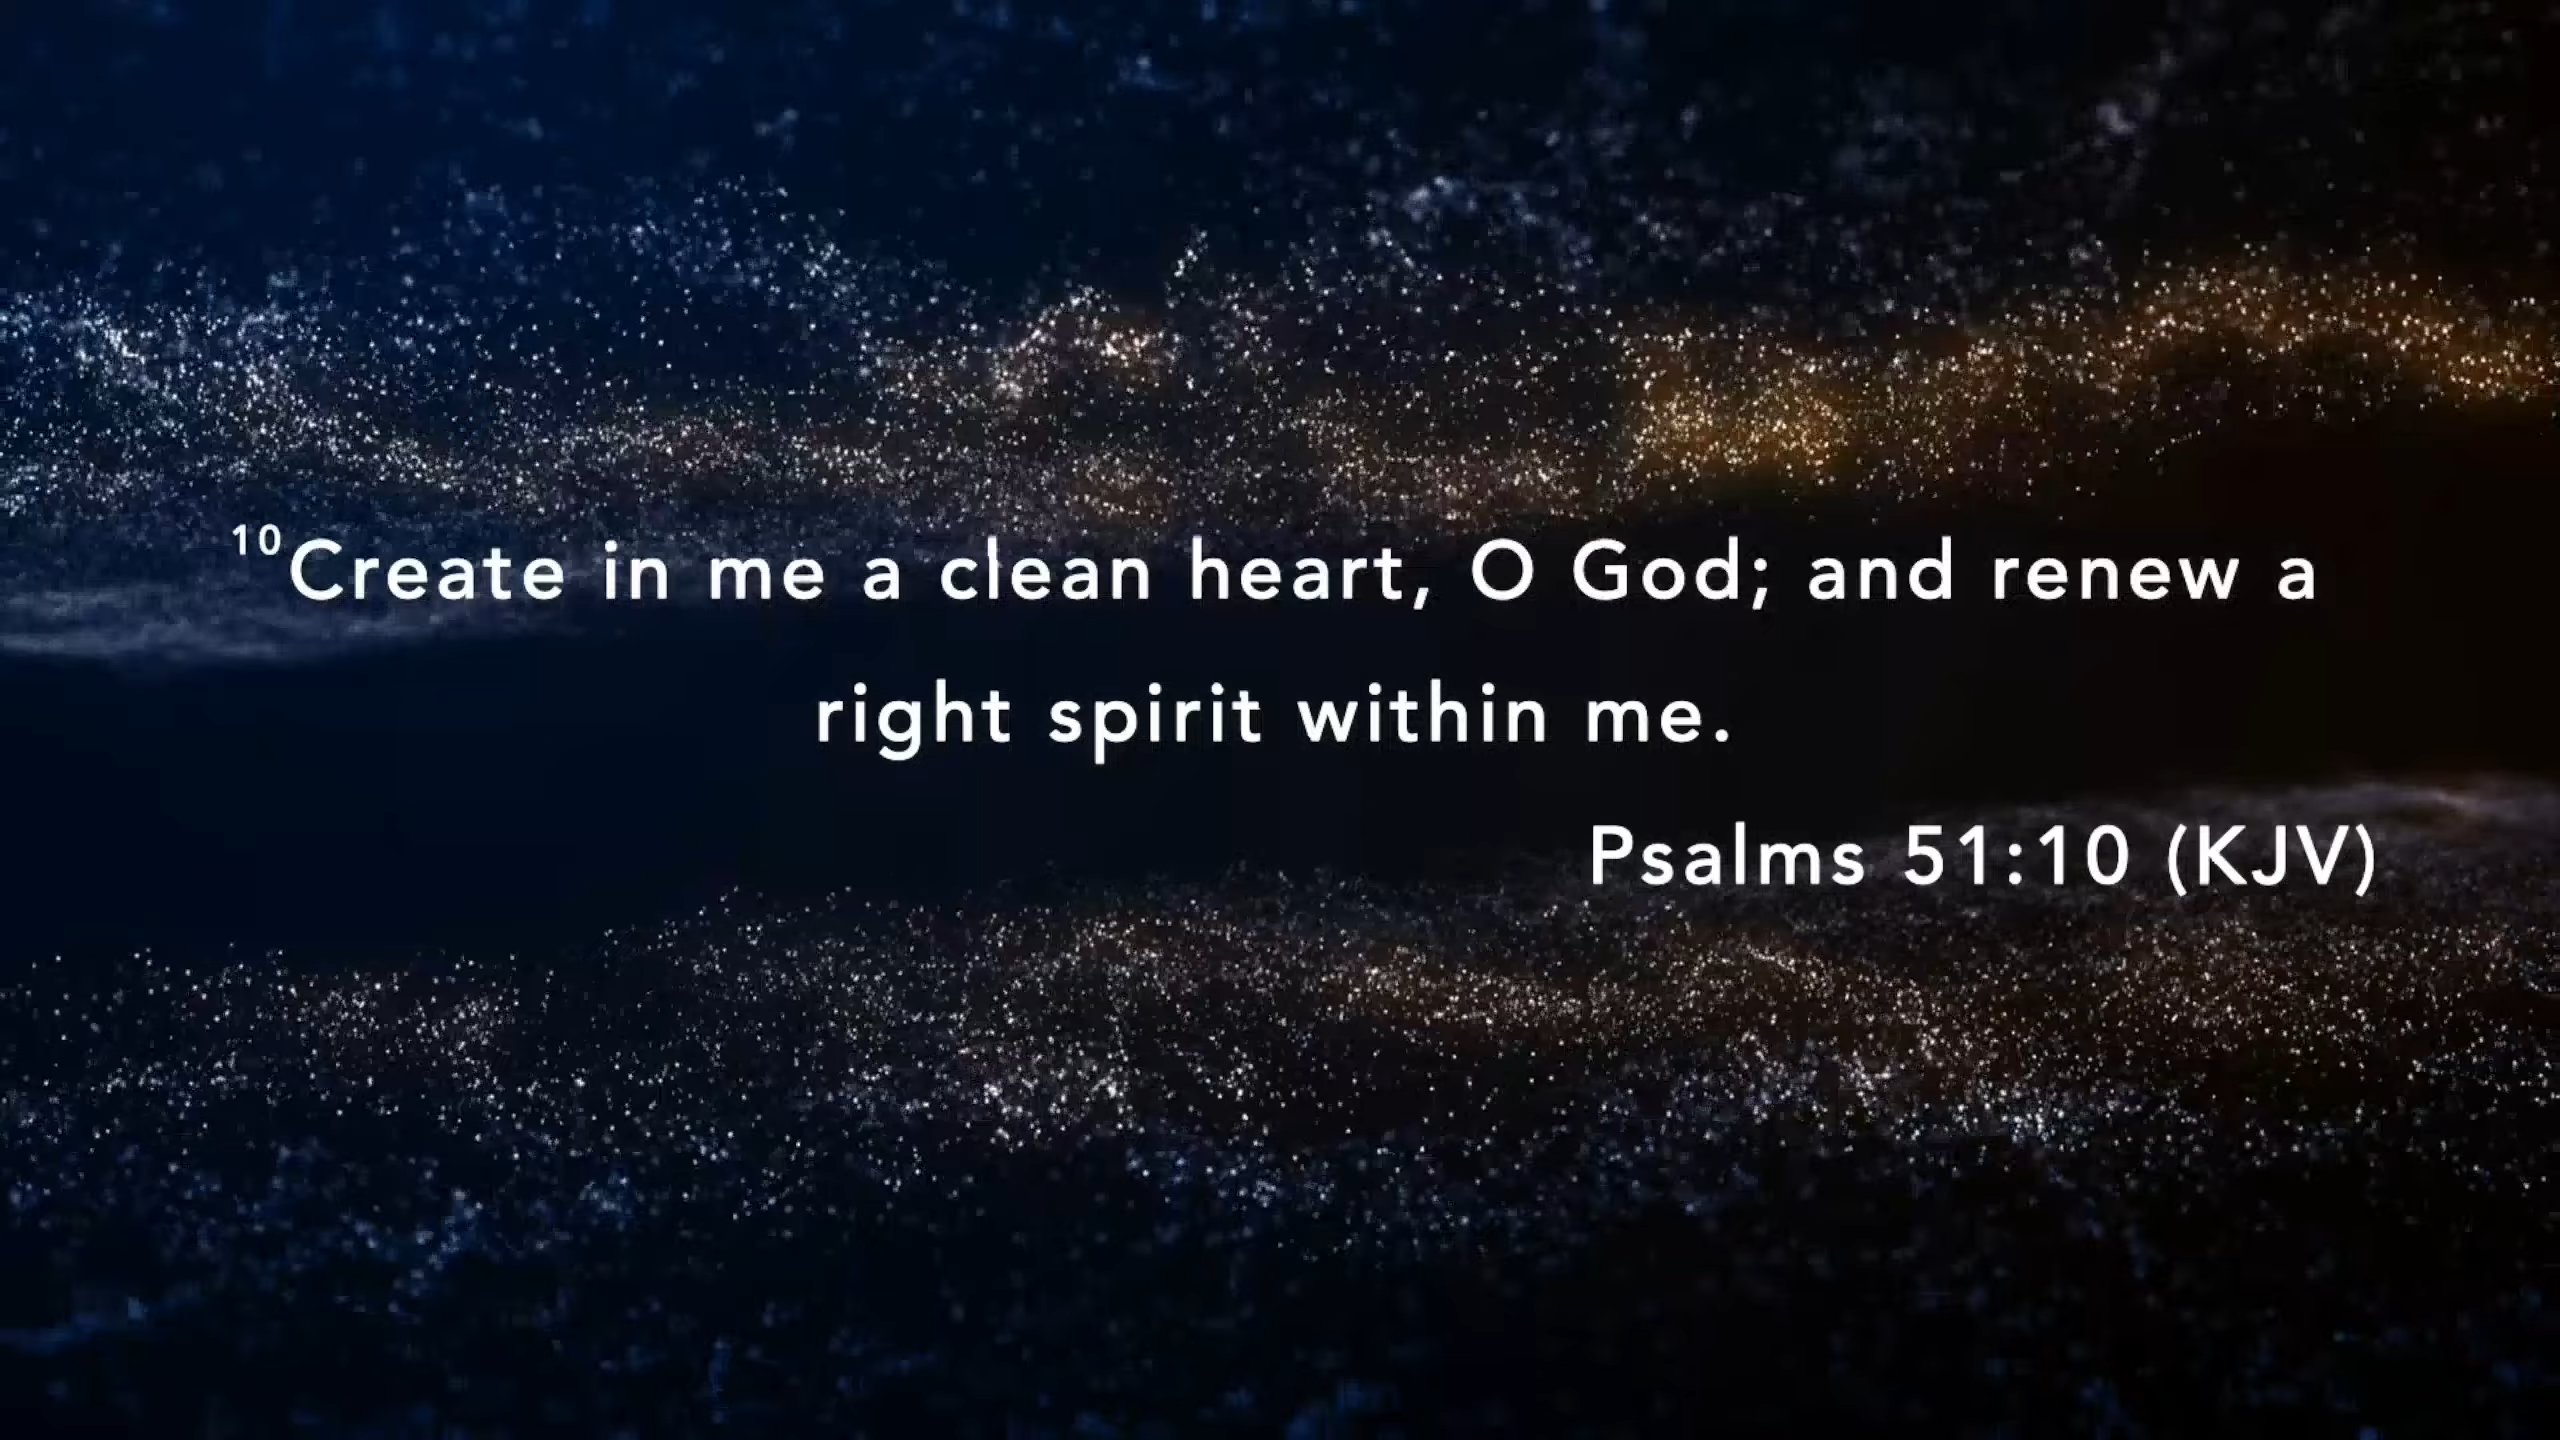 10Create in me a clean heart, O God; and renew a
right spirit within me.
Psalms 51:10 (KJV)